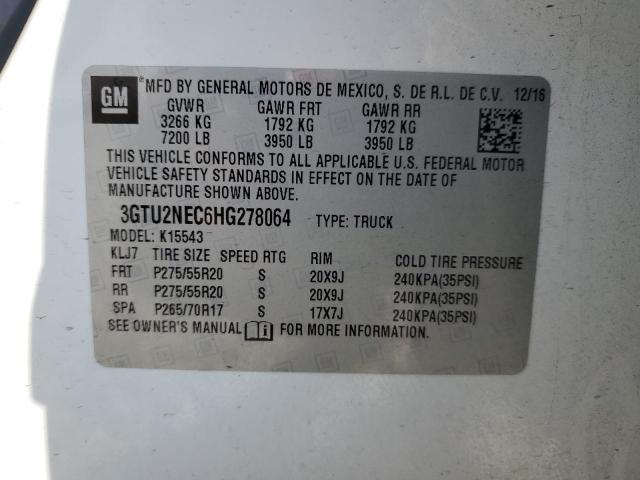 GM
® MFD BY GENERAL MOTORS DE MEXICO, S. DE R.L. DE C.V. 12/16
GVWR GAWR FRT GAWR RR
3266 KG 1792 KG 1792 KG
7200 LB 3950 LB 3950 LB
THIS VEHICLE CONFORMS TO ALL APPLICABLE U.S. FEDERAL MOTOR
VEHICLE SAFETY STANDARDS IN EFFECT ON THE DATE OF
MANUFACTURE SHOWN ABOVE.
3GTU2NEC6HG278064 TYPE: TRUCK
MODEL: K15543
KLJ7 TIRE SIZE SPEED RTG RIM COLD TIRE PRESSURE
FRT P275/55R20 S 20X9J 240KPA(35PSI)
RR P275/55R20 S 20X9J 240KPA(35PSI)
SPA P265/70R17 S 17X7J 240KPA(35PSI)
SEE OWNER'S MANUAL FOR MORE INFORMATION.